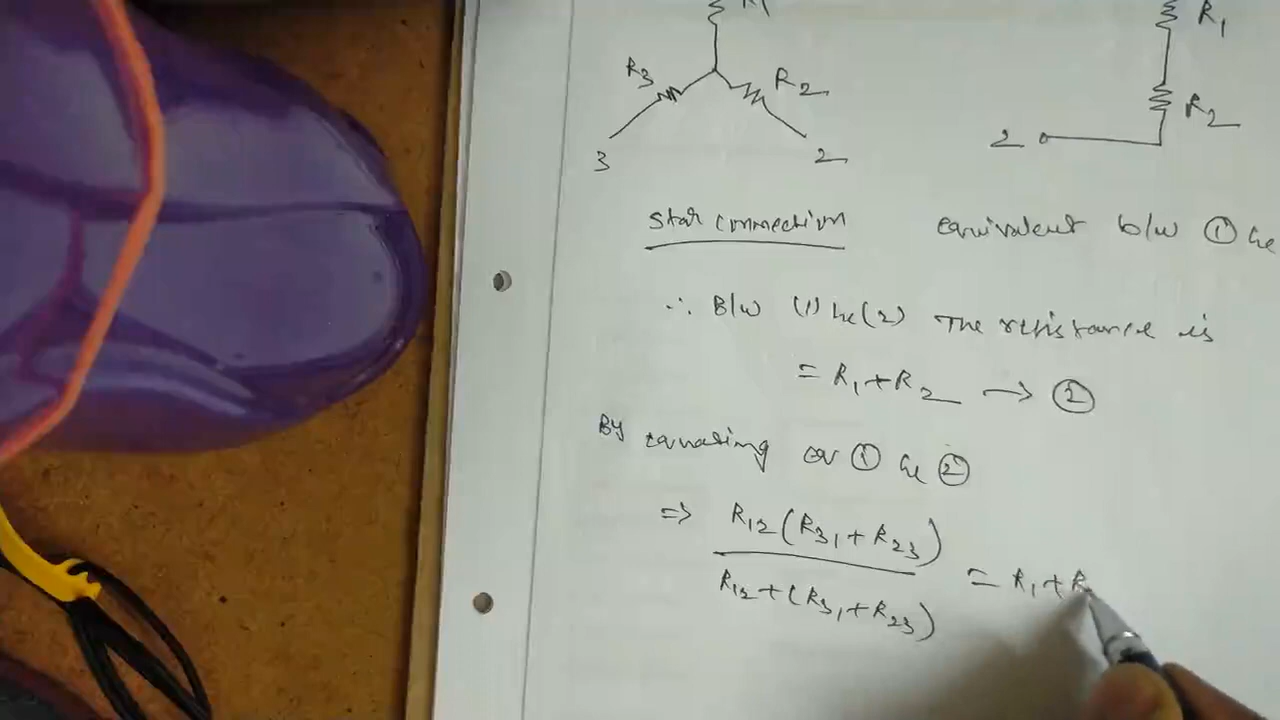 R1 R1
R3 R2 R2
2
3 2
Star connection equivalent b/w ① &
∴ B/w (1) & (2) The resistance is
= R1 + R2 → ②
By equating ① & ②
⇒ R12 (R31 + R23)
= R1 + R
R12 + (R31 + R23)